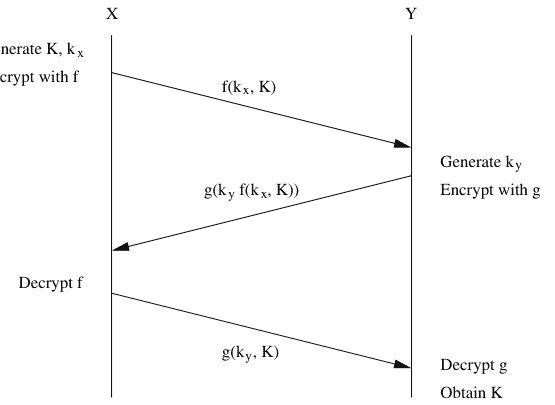 X
Y
nerate K, kx
crypt with f
f(kx, K)
Generate ky
Encrypt with g
g(ky f(kx, K))
Decrypt f
g(ky, K)
Decrypt g
Obtain K